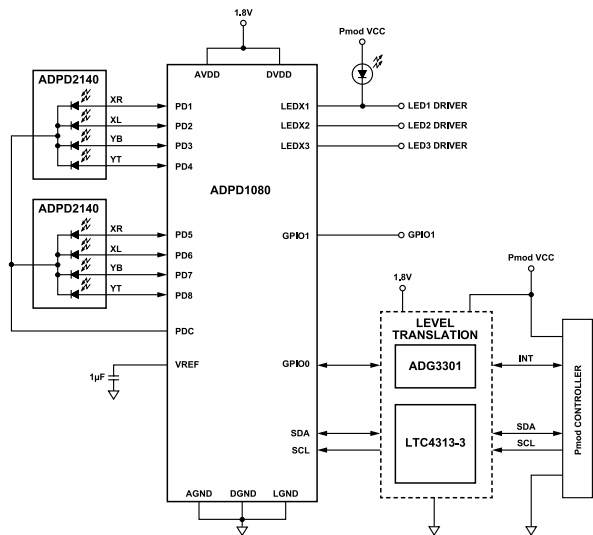 1.8V
Pmod VCC
ADPD2140
AVDD
DVDD
XR
PD1
LEDX1
LED1 DRIVER
XL
PD2
LEDX2
LED2 DRIVER
YB
PD3
LEDX3
LED3 DRIVER
YT
PD4
ADPD1080
ADPD2140
XR
PD5
GPIO1
GPIO1
XL
PD6
YB
PD7
YT
PD8
Pmod VCC
1.8V
LEVEL
TRANSLATION
PDC
VREF
1µF
GPIO0
ADG3301
INT
SDA
SCL
LTC4313-3
SDA
SCL
Pmod CONTROLLER
AGND
DGND
LGND